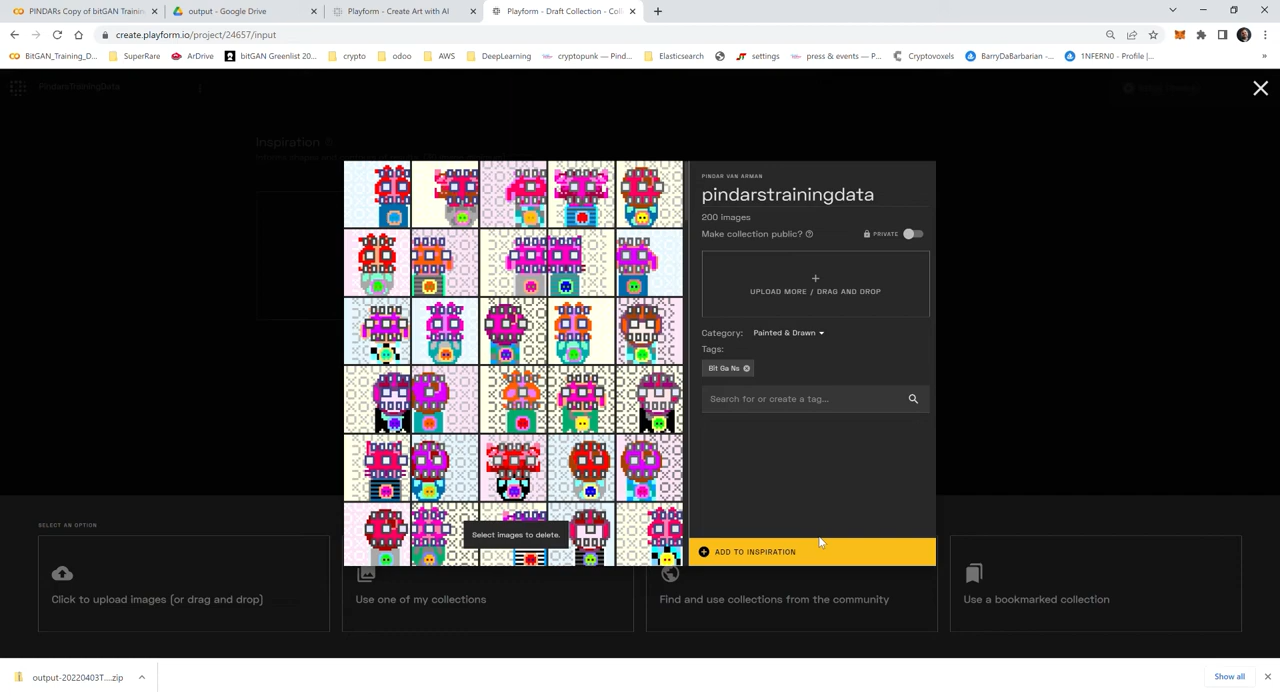 PINDARs Copy of bitGAN Trainin
output - Google Drive
Playform - Create Art with AI
Playform - Draft Collection - Coll
create.playform.io/project/24657/input
BitGAN_Training_D...
SuperRare
ArDrive
bitGAN Greenlist 20...
crypto
odoo
AWS
DeepLearning
cryptopunk — Pind...
Elasticsearch
settings
press & events — P...
Cryptovoxels
BarryDaBarbarian -...
1NFERN0 - Profile |...
»
PindarsTrainingData
Inspiration
PINDAR VAN ARMAN
pindarstrainingdata
200 images
Make collection public?
PRIVATE
+
UPLOAD MORE / DRAG AND DROP
Category: Painted & Drawn
Tags:
Bit Ga Ns
Search for or create a tag...
Select images to delete.
ADD TO INSPIRATION
SELECT AN OPTION
Click to upload images (or drag and drop)
Use one of my collections
Find and use collections from the community
Use a bookmarked collection
output-20220403T....zip
Show all